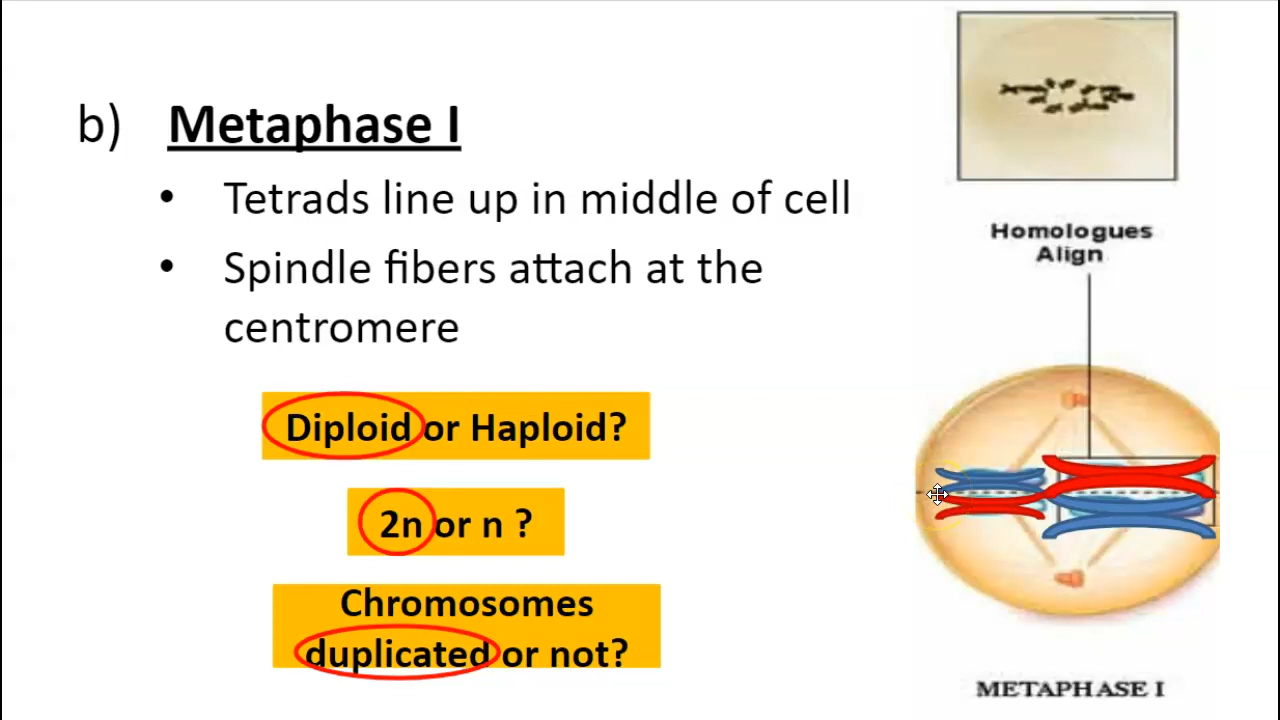 b) Metaphase I
• Tetrads line up in middle of cell
• Spindle fibers attach at the
centromere
Diploid or Haploid?
2n or n ?
Chromosomes
duplicated or not?
Homologues
Align
METAPHASE I